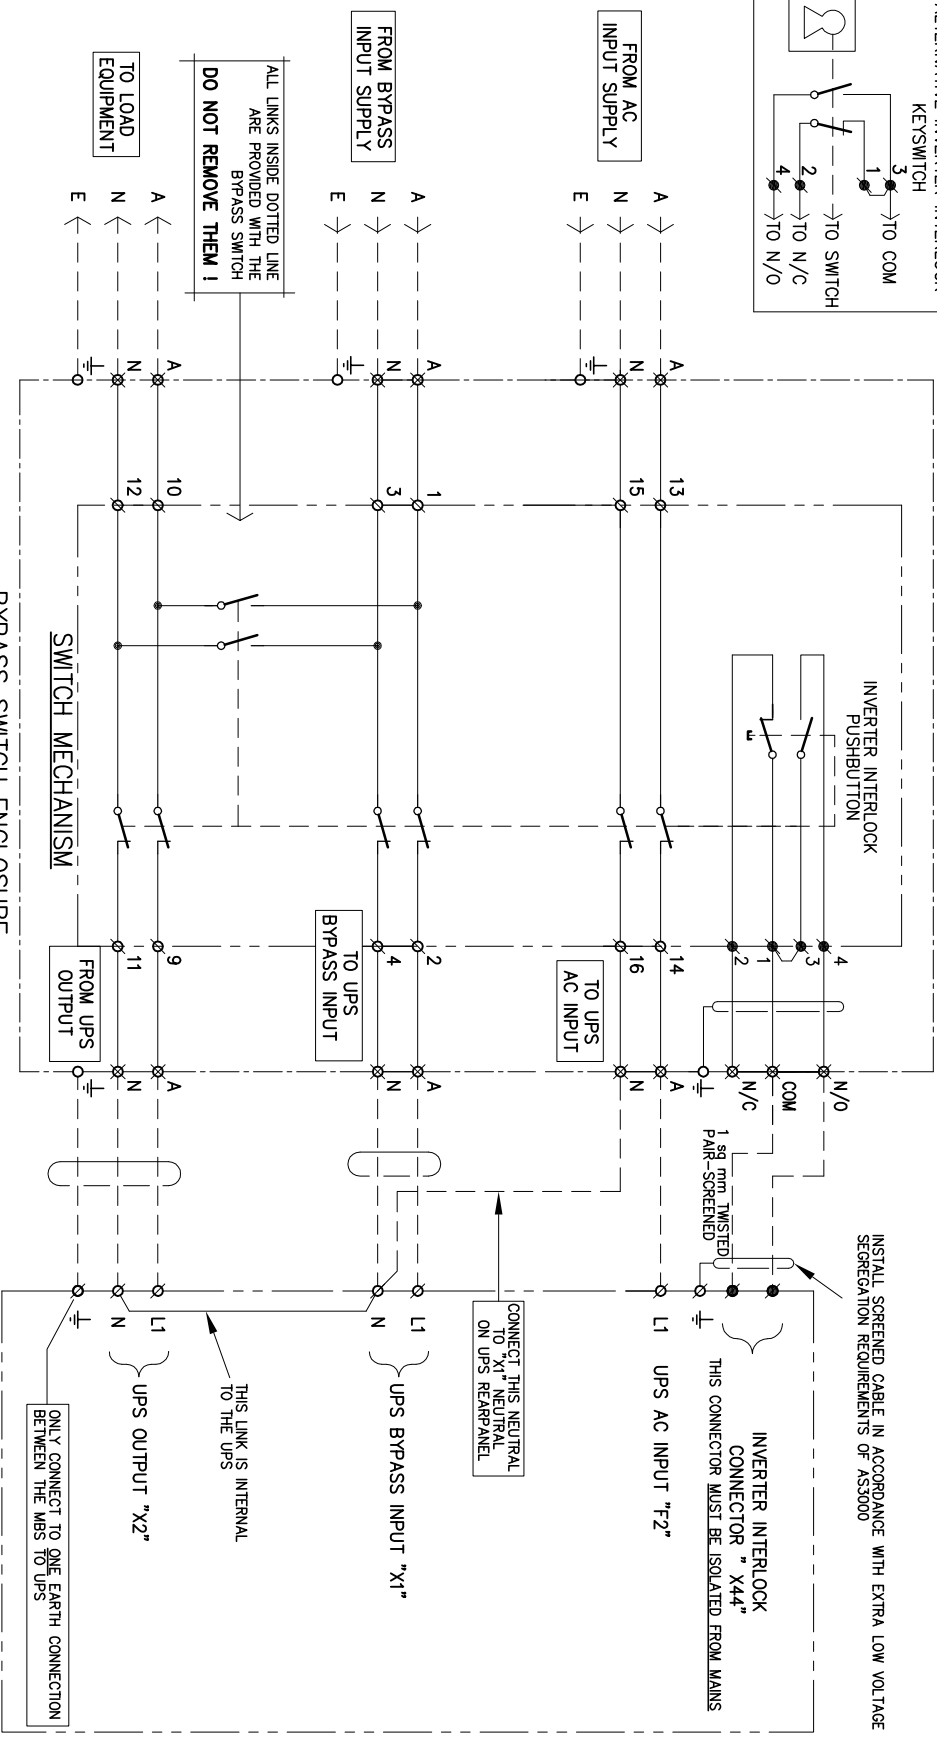 KEYSWITCH
3
1
2
4
TO COM
TO SWITCH
TO N/C
TO N/O
FROM AC
INPUT SUPPLY
FROM BYPASS
INPUT SUPPLY
ALL LINKS INSIDE DOTTED LINE
ARE PROVIDED WITH THE
BYPASS SWITCH
DO NOT REMOVE THEM !
TO LOAD
EQUIPMENT
A
N
E
A
N
E
A
N
E
A
N
A
N
A
N
13
15
1
3
10
12
INVERTER INTERLOCK
PUSHBUTTON
SWITCH MECHANISM
BYPASS SWITCH ENCLOSURE
4
3
1
2
14
16
2
4
9
11
TO UPS
AC INPUT
TO UPS
BYPASS INPUT
FROM UPS
OUTPUT
N/O
COM
N/C
A
N
A
N
A
N
1 sq mm TWISTED
PAIR-SCREENED
INSTALL SCREENED CABLE IN ACCORDANCE WITH EXTRA LOW VOLTAGE
SEGREGATION REQUIREMENTS OF AS3000
INVERTER INTERLOCK
CONNECTOR " X44"
THIS CONNECTOR MUST BE ISOLATED FROM MAINS
L1 UPS AC INPUT "F2"
CONNECT THIS NEUTRAL
TO "X1" NEUTRAL
ON UPS REARPANEL
L1
N
UPS BYPASS INPUT "X1"
THIS LINK IS INTERNAL
TO THE UPS
L1
N
UPS OUTPUT "X2"
ONLY CONNECT TO ONE EARTH CONNECTION
BETWEEN THE MBS TO UPS